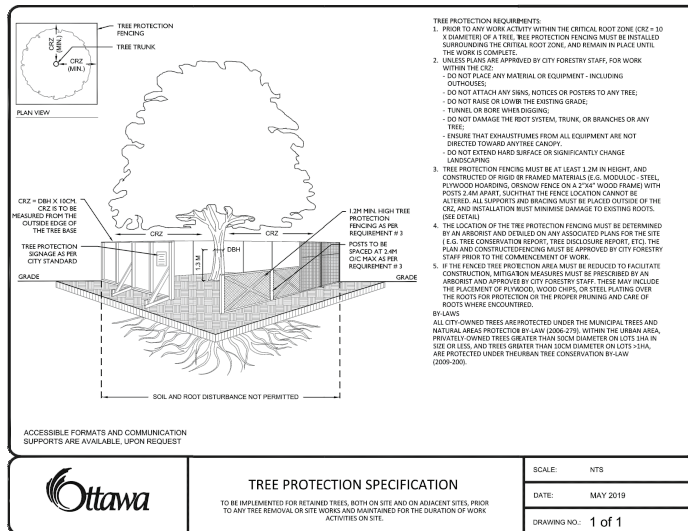 TREE PROTECTION
FENCING
TREE TRUNK
CRZ
(MIN.)
CRZ
(MIN.)
PLAN VIEW
CRZ = DBH X 10CM.
CRZ IS TO BE
MEASURED FROM THE
OUTSIDE EDGE OF
THE TREE BASE
TREE PROTECTION
SIGNAGE AS PER
CITY STANDARD
GRADE
CRZ
CRZ
DBH
1.3 M
1.2M MIN. HIGH TREE
PROTECTION
FENCING AS PER
REQUIREMENT # 3
POSTS TO BE
SPACED AT 2.4M
O/C MAX AS PER
REQUIREMENT # 3
GRADE
SOIL AND ROOT DISTURBANCE NOT PERMITTED
ACCESSIBLE FORMATS AND COMMUNICATION
SUPPORTS ARE AVAILABLE, UPON REQUEST
TREE PROTECTION REQUIREMENTS:
1. PRIOR TO ANY WORK ACTIVITY WITHIN THE CRITICAL ROOT ZONE (CRZ = 10
X DIAMETER) OF A TREE, TREE PROTECTION FENCING MUST BE INSTALLED
SURROUNDING THE CRITICAL ROOT ZONE, AND REMAIN IN PLACE UNTIL
THE WORK IS COMPLETE.
2. UNLESS PLANS ARE APPROVED BY CITY FORESTRY STAFF, FOR WORK
WITHIN THE CRZ:
- DO NOT PLACE ANY MATERIAL OR EQUIPMENT - INCLUDING
OUTHOUSES;
- DO NOT ATTACH ANY SIGNS, NOTICES OR POSTERS TO ANY TREE;
- DO NOT RAISE OR LOWER THE EXISTING GRADE;
- TUNNEL OR BORE WHEN DIGGING;
- DO NOT DAMAGE THE ROOT SYSTEM, TRUNK, OR BRANCHES OR ANY
TREE;
- ENSURE THAT EXHAUST FUMES FROM ALL EQUIPMENT ARE NOT
DIRECTED TOWARD ANY TREE CANOPY.
- DO NOT EXTEND HARD SURFACE OR SIGNIFICANTLY CHANGE
LANDSCAPING
3. TREE PROTECTION FENCING MUST BE AT LEAST 1.2M IN HEIGHT, AND
CONSTRUCTED OF RIGID OR FRAMED MATERIALS (E.G. MODULOC - STEEL,
PLYWOOD HOARDING, OR SNOW FENCE ON A 2"X4" WOOD FRAME) WITH
POSTS 2.4M APART, SUCH THAT THE FENCE LOCATION CANNOT BE
ALTERED. ALL SUPPORTS AND BRACING MUST BE PLACED OUTSIDE OF THE
CRZ, AND INSTALLATION MUST MINIMISE DAMAGE TO EXISTING ROOTS.
(SEE DETAIL)
4. THE LOCATION OF THE TREE PROTECTION FENCING MUST BE DETERMINED
BY AN ARBORIST AND DETAILED ON ANY ASSOCIATED PLANS FOR THE SITE
( E.G. TREE CONSERVATION REPORT, TREE DISCLOSURE REPORT, ETC). THE
PLAN AND CONSTRUCTED FENCING MUST BE APPROVED BY CITY FORESTRY
STAFF PRIOR TO THE COMMENCEMENT OF WORK.
5. IF THE FENCED TREE PROTECTION AREA MUST BE REDUCED TO FACILITATE
CONSTRUCTION, MITIGATION MEASURES MUST BE PRESCRIBED BY AN
ARBORIST AND APPROVED BY CITY FORESTRY STAFF. THESE MAY INCLUDE
THE PLACEMENT OF PLYWOOD, WOOD CHIPS, OR STEEL PLATING OVER
THE ROOTS FOR PROTECTION OR THE PROPER PRUNING AND CARE OF
ROOTS WHERE ENCOUNTERED.
BY-LAWS
ALL CITY-OWNED TREES ARE PROTECTED UNDER THE MUNICIPAL TREES AND
NATURAL AREAS PROTECTION BY-LAW (2006-279). WITHIN THE URBAN AREA,
PRIVATELY-OWNED TREES GREATER THAN 50CM DIAMETER ON LOTS 1HA IN
SIZE OR LESS, AND TREES GREATER THAN 10CM DIAMETER ON LOTS >1HA,
ARE PROTECTED UNDER THE URBAN TREE CONSERVATION BY-LAW
(2009-200).
Ottawa
TREE PROTECTION SPECIFICATION
TO BE IMPLEMENTED FOR RETAINED TREES, BOTH ON SITE AND ON ADJACENT SITES, PRIOR
TO ANY TREE REMOVAL OR SITE WORKS AND MAINTAINED FOR THE DURATION OF WORK
ACTIVITIES ON SITE.
SCALE: NTS
DATE: MAY 2019
DRAWING NO.: 1 of 1